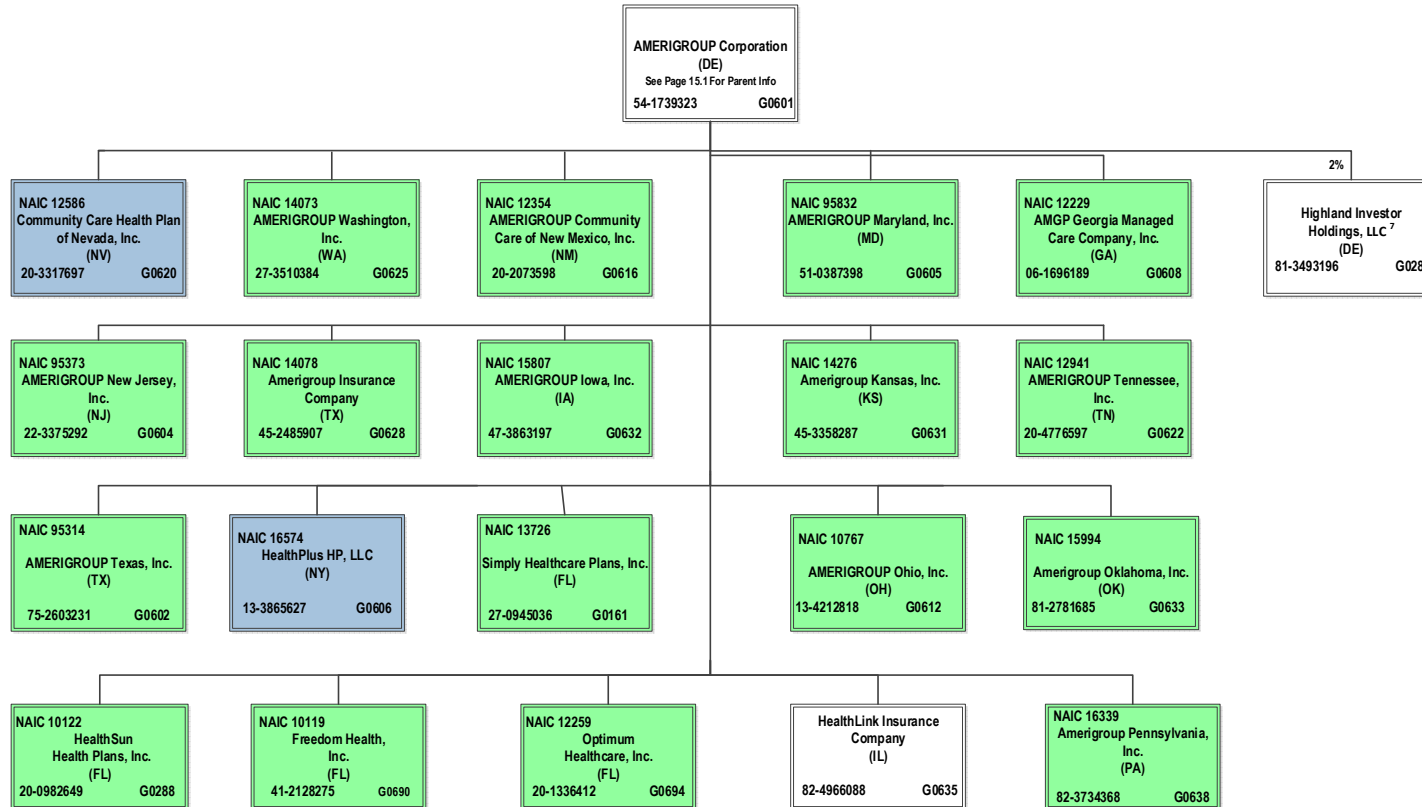 AMERIGROUP Corporation
(DE)
See Page 15.1 For Parent Info
54-1739323 G0601
2%
NAIC 12586
Community Care Health Plan
of Nevada, Inc.
(NV)
20-3317697 G0620
NAIC 14073
AMERIGROUP Washington,
Inc.
(WA)
27-3510384 G0625
NAIC 12354
AMERIGROUP Community
Care of New Mexico, Inc.
(NM)
20-2073598 G0616
NAIC 95832
AMERIGROUP Maryland, Inc.
(MD)
51-0387398 G0605
NAIC 12229
AMGP Georgia Managed
Care Company, Inc.
(GA)
06-1696189 G0608
Highland Investor
Holdings, LLC 7
(DE)
81-3493196 G028
NAIC 95373
AMERIGROUP New Jersey,
Inc.
(NJ)
22-3375292 G0604
NAIC 14078
Amerigroup Insurance
Company
(TX)
45-2485907 G0628
NAIC 15807
AMERIGROUP Iowa, Inc.
(IA)
47-3863197 G0632
NAIC 14276
Amerigroup Kansas, Inc.
(KS)
45-3358287 G0631
NAIC 12941
AMERIGROUP Tennessee,
Inc.
(TN)
20-4776597 G0622
NAIC 95314
AMERIGROUP Texas, Inc.
(TX)
75-2603231 G0602
NAIC 16574
HealthPlus HP, LLC
(NY)
13-3865627 G0606
NAIC 13726
Simply Healthcare Plans, Inc.
(FL)
27-0945036 G0161
NAIC 10767
AMERIGROUP Ohio, Inc.
(OH)
13-4212818 G0612
NAIC 15994
Amerigroup Oklahoma, Inc.
(OK)
81-2781685 G0633
NAIC 10122
HealthSun
Health Plans, Inc.
(FL)
20-0982649 G0288
NAIC 10119
Freedom Health,
Inc.
(FL)
41-2128275 G0690
NAIC 12259
Optimum
Healthcare, Inc.
(FL)
20-1336412 G0694
HealthLink Insurance
Company
(IL)
82-4966088 G0635
NAIC 16339
Amerigroup Pennsylvania,
Inc.
(PA)
82-3734368 G0638